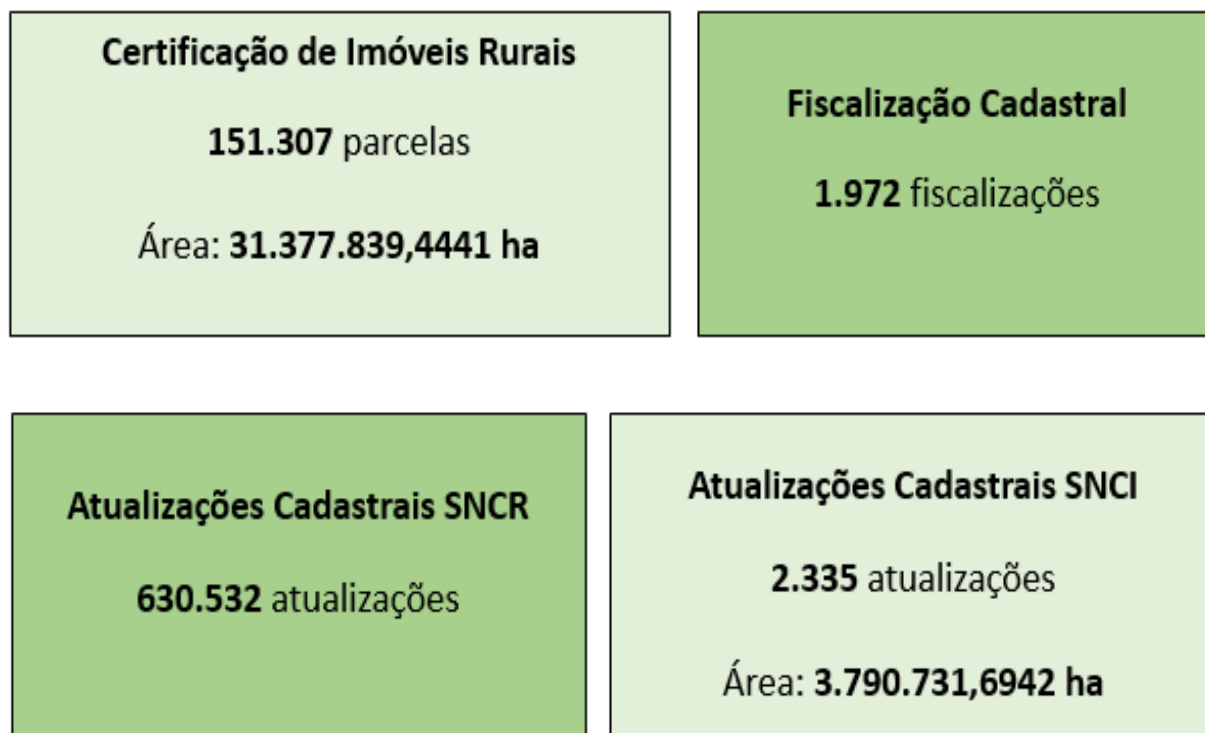 Certificação de Imóveis Rurais
151.307 parcelas
Área: 31.377.839,4441 ha
Fiscalização Cadastral
1.972 fiscalizações
Atualizações Cadastrais SNCR
630.532 atualizações
Atualizações Cadastrais SNCI
2.335 atualizações
Área: 3.790.731,6942 ha